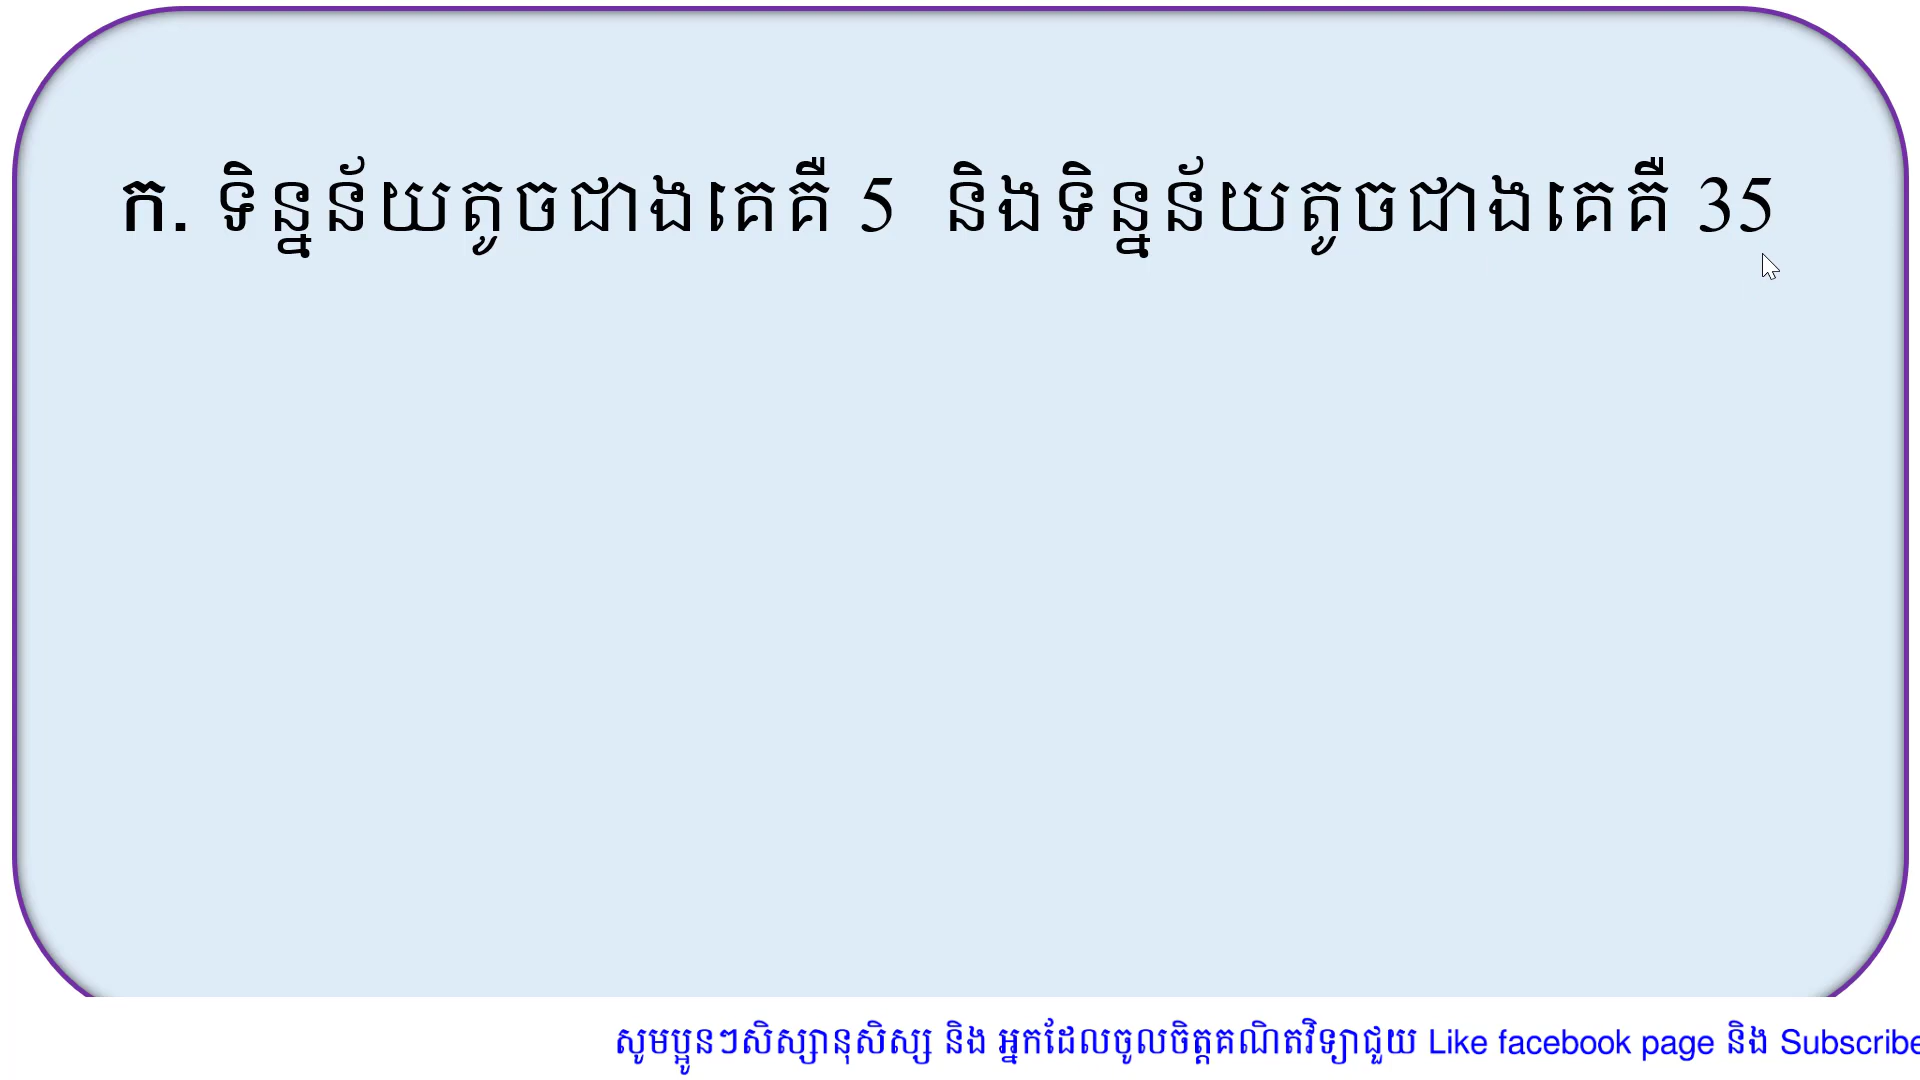 ក. ទិន្នន័យតូចជាងគេគឺ 5 និងទិន្នន័យតូចជាងគេគឺ 35
សូមប្អូនៗសិស្សានុសិស្ស និង អ្នកដែលចូលចិត្តគណិតវិទ្យាជួយ Like facebook page និង Subscribe